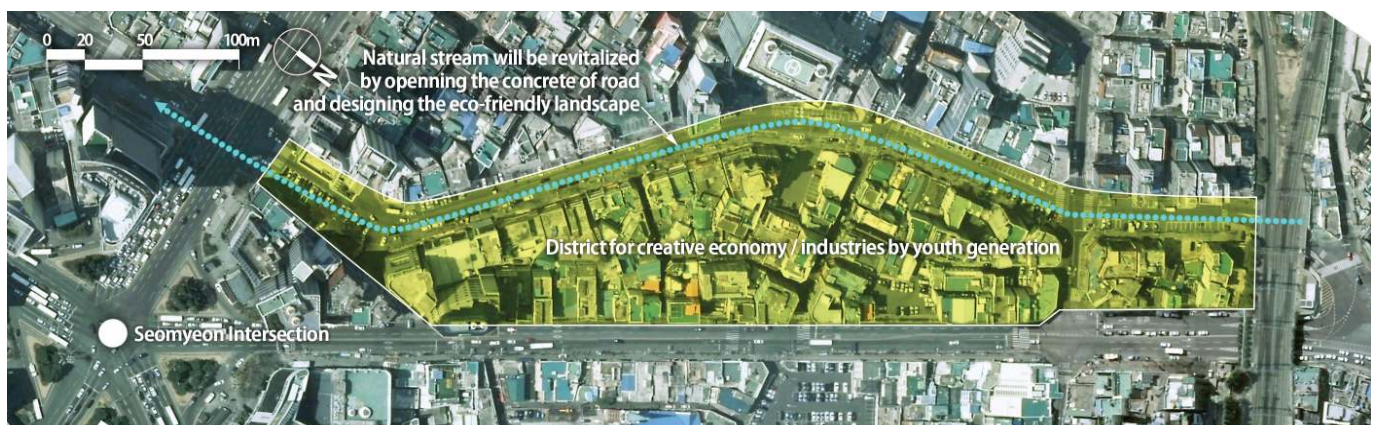 0 20 50 100m
N
Natural stream will be revitalized
by openning the concrete of road
and designing the eco-friendly landscape
District for creative economy / industries by youth generation
Seomyeon Intersection